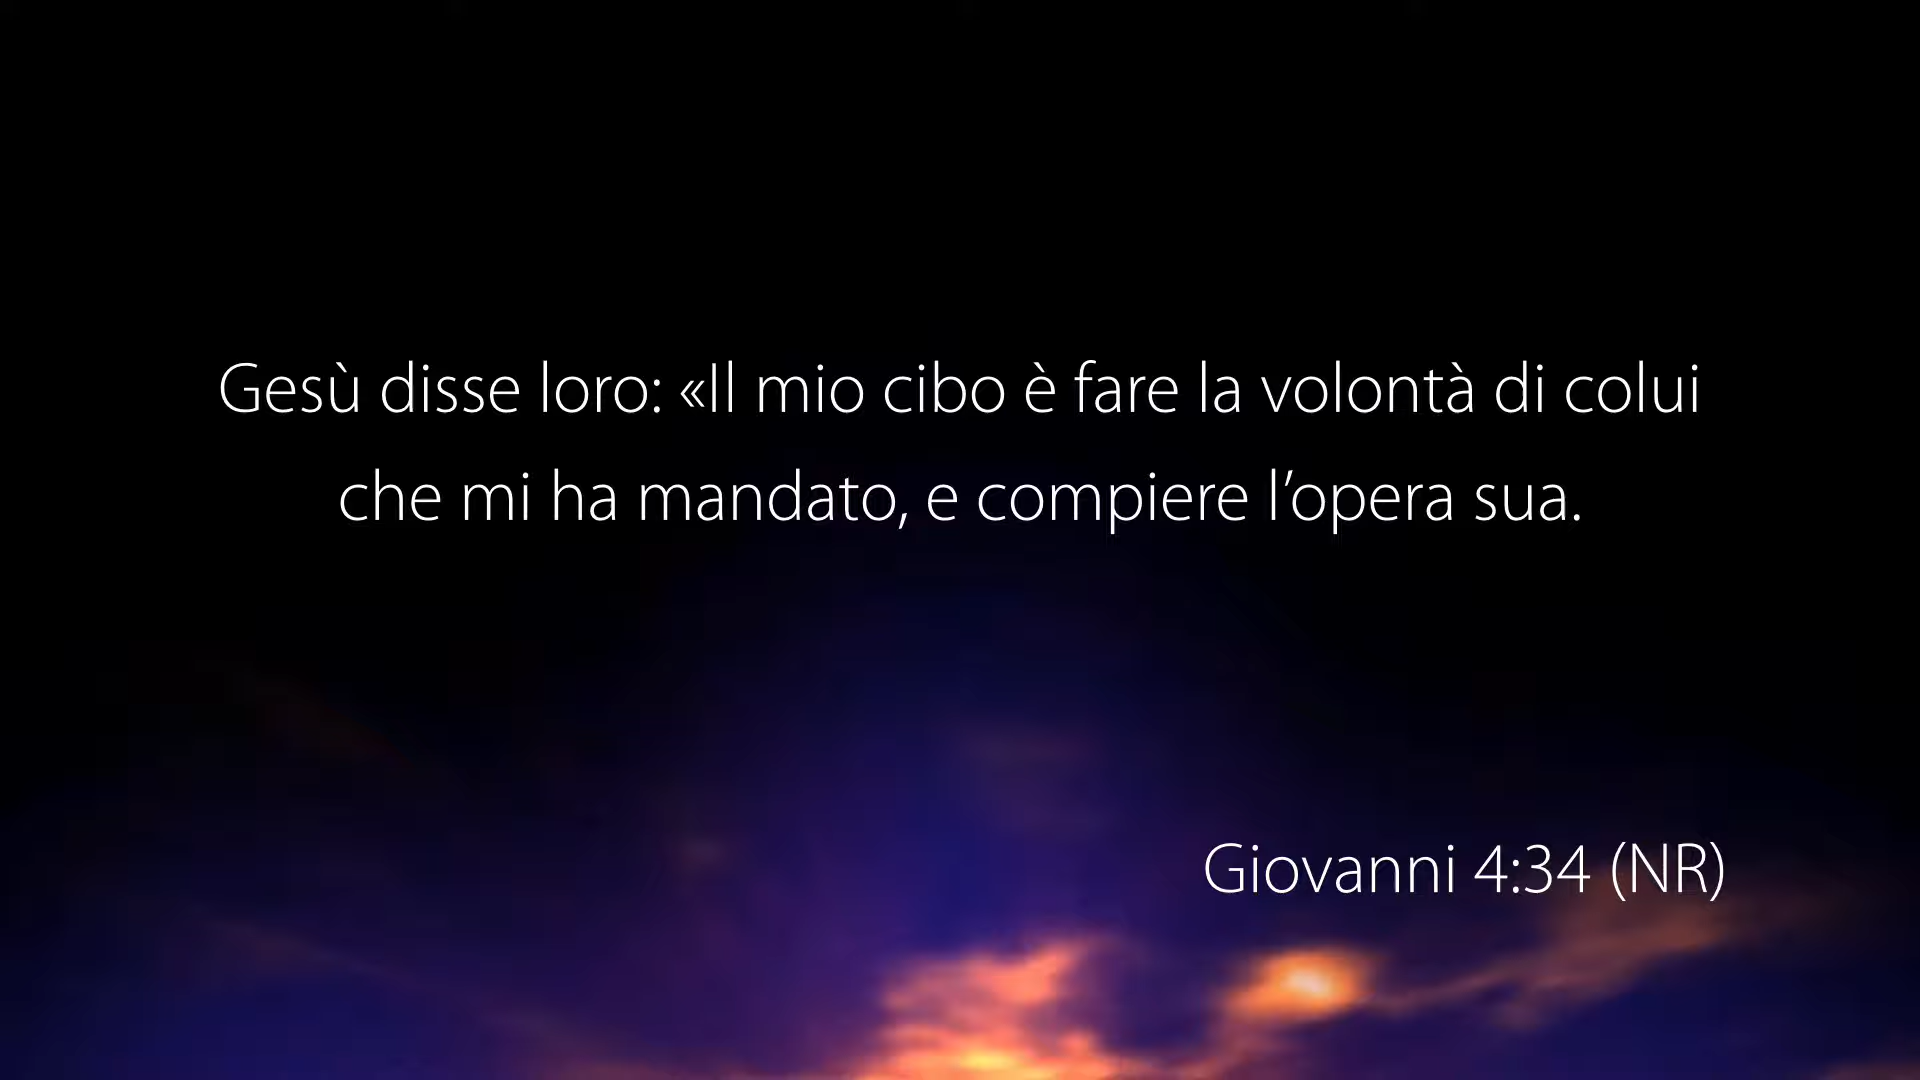 Gesù disse loro: «Il mio cibo è fare la volontà di colui
che mi ha mandato, e compiere l’opera sua.
Giovanni 4:34 (NR)